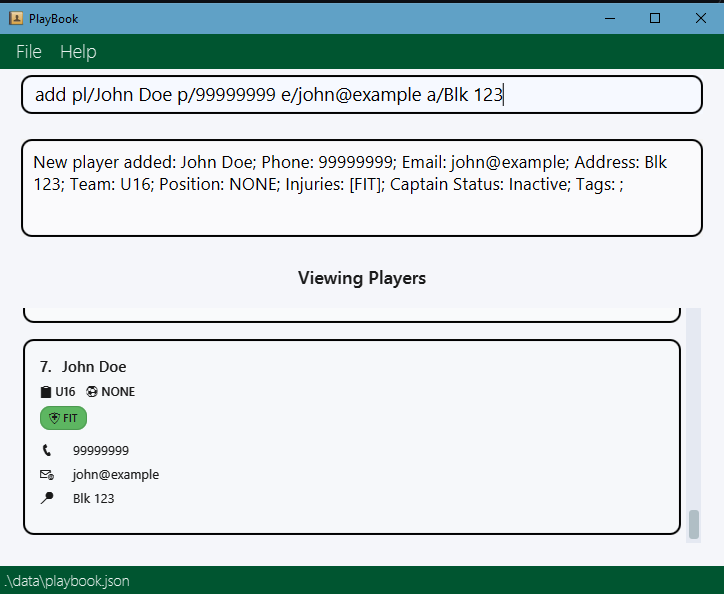 PlayBook
File Help
add pl/John Doe p/99999999 e/john@example a/Blk 123
New player added: John Doe; Phone: 99999999; Email: john@example; Address: Blk
123; Team: U16; Position: NONE; Injuries: [FIT]; Captain Status: Inactive; Tags: ;
Viewing Players
7. John Doe
U16 NONE
FIT
99999999
john@example
Blk 123
.\data\playbook.json